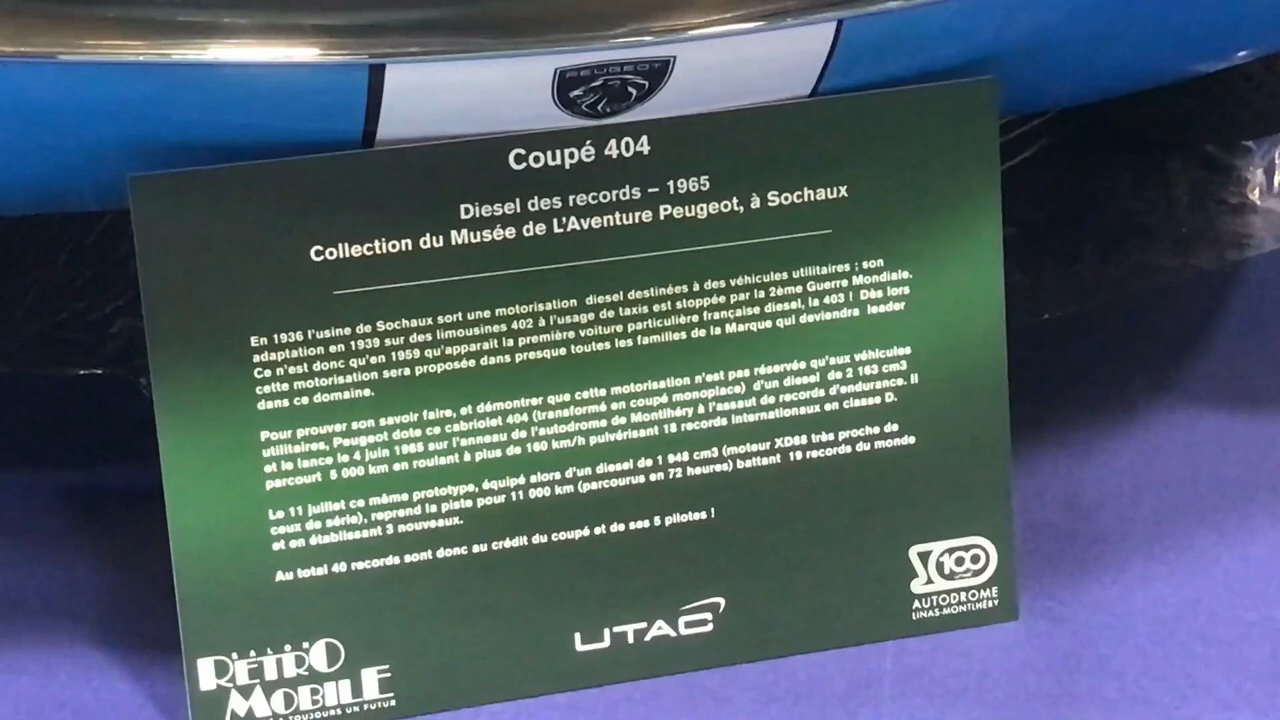 PEUGEOT
Coupé 404
Diesel des records – 1965
Collection du Musée de L'Aventure Peugeot, à Sochaux
En 1936 l'usine de Sochaux sort une motorisation diesel destinées à des véhicules utilitaires ; son
adaptation en 1939 sur des limousines 402 à l'usage de taxis est stoppée par la 2ème Guerre Mondiale.
Ce n'est donc qu'en 1959 qu'apparait la première voiture particulière française diesel, la 403 ! Dès lors
cette motorisation sera proposée dans presque toutes les familles de la Marque qui deviendra leader
dans ce domaine.
Pour prouver son savoir faire, et démontrer que cette motorisation n'est pas réservée qu'aux véhicules
utilitaires, Peugeot dote ce cabriolet 404 (transformé en coupé monoplace) d'un diesel de 2 163 cm3
et le lance le 4 juin 1965 sur l'anneau de l'autodrome de Montlhéry à l'assaut de records d'endurance. Il
parcourt 5 000 km en roulant à plus de 160 km/h pulvérisant 18 records internationaux en classe D.
Le 11 juillet ce même prototype, équipé alors d'un diesel de 1 948 cm3 (moteur XD88 très proche de
ceux de série), reprend la piste pour 11 000 km (parcourus en 72 heures) battant 19 records du monde
et en établissant 3 nouveaux.
Au total 40 records sont donc au crédit du coupé et de ses 5 pilotes !
SALON
RETRO
MOBILE
A TOUJOURS UN FUTUR
UTAC
100
AUTODROME
LINAS-MONTLHÉRY